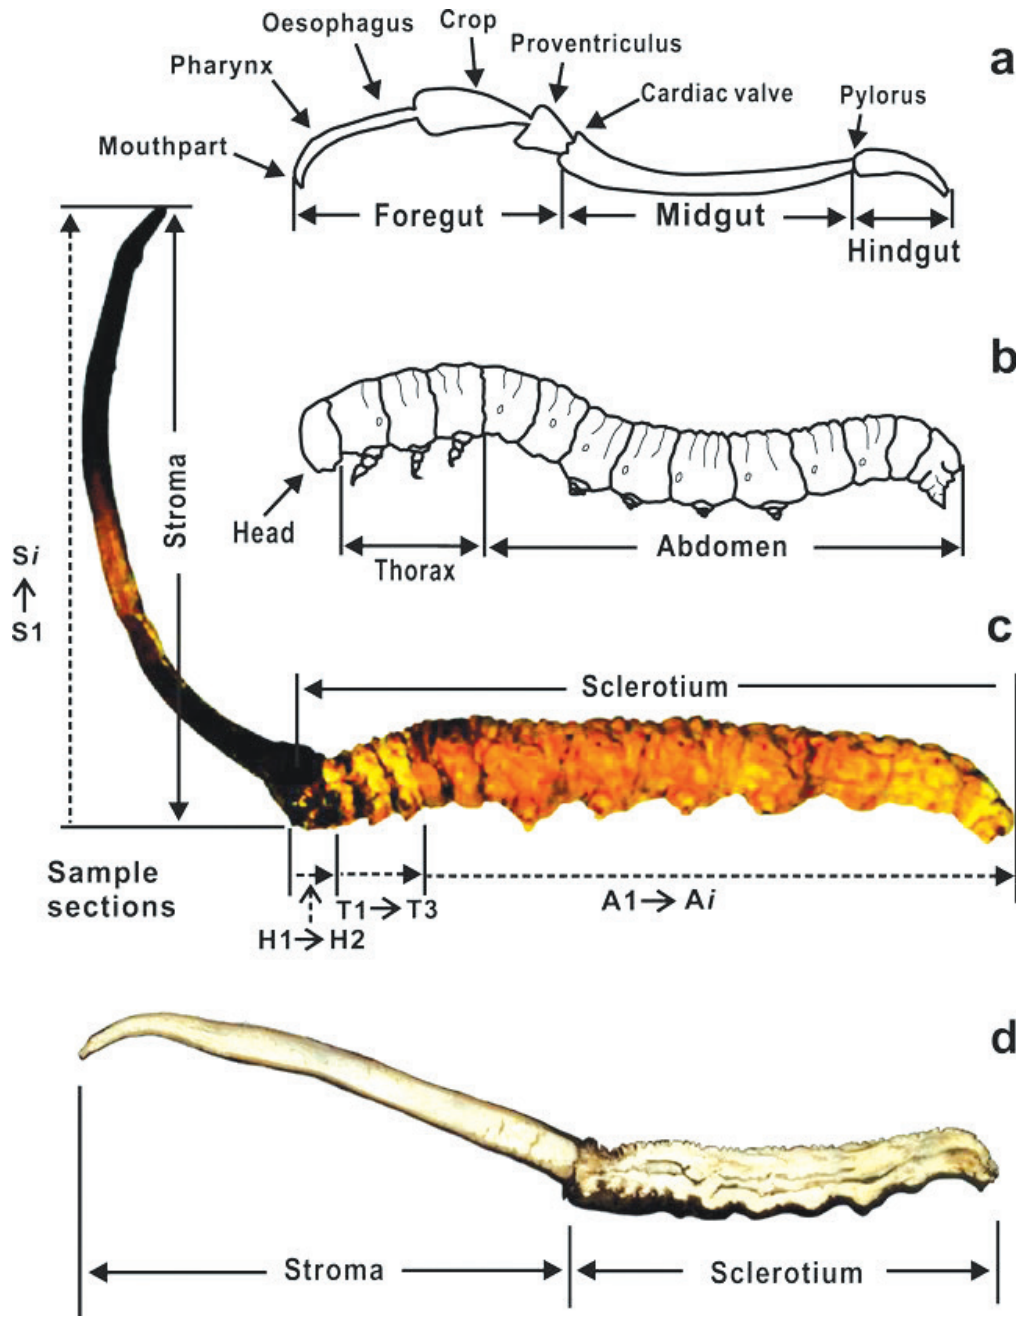 Crop
Oesophagus
Proventriculus
a
Pharynx
Cardiac valve
Pylorus
Mouthpart
Foregut
Midgut
Hindgut
b
Head
Thorax
Abdomen
Stroma
Si
S1
c
Sclerotium
Sample
sections
T1→T3
A1→Ai
H1→H2
d
Stroma
Sclerotium